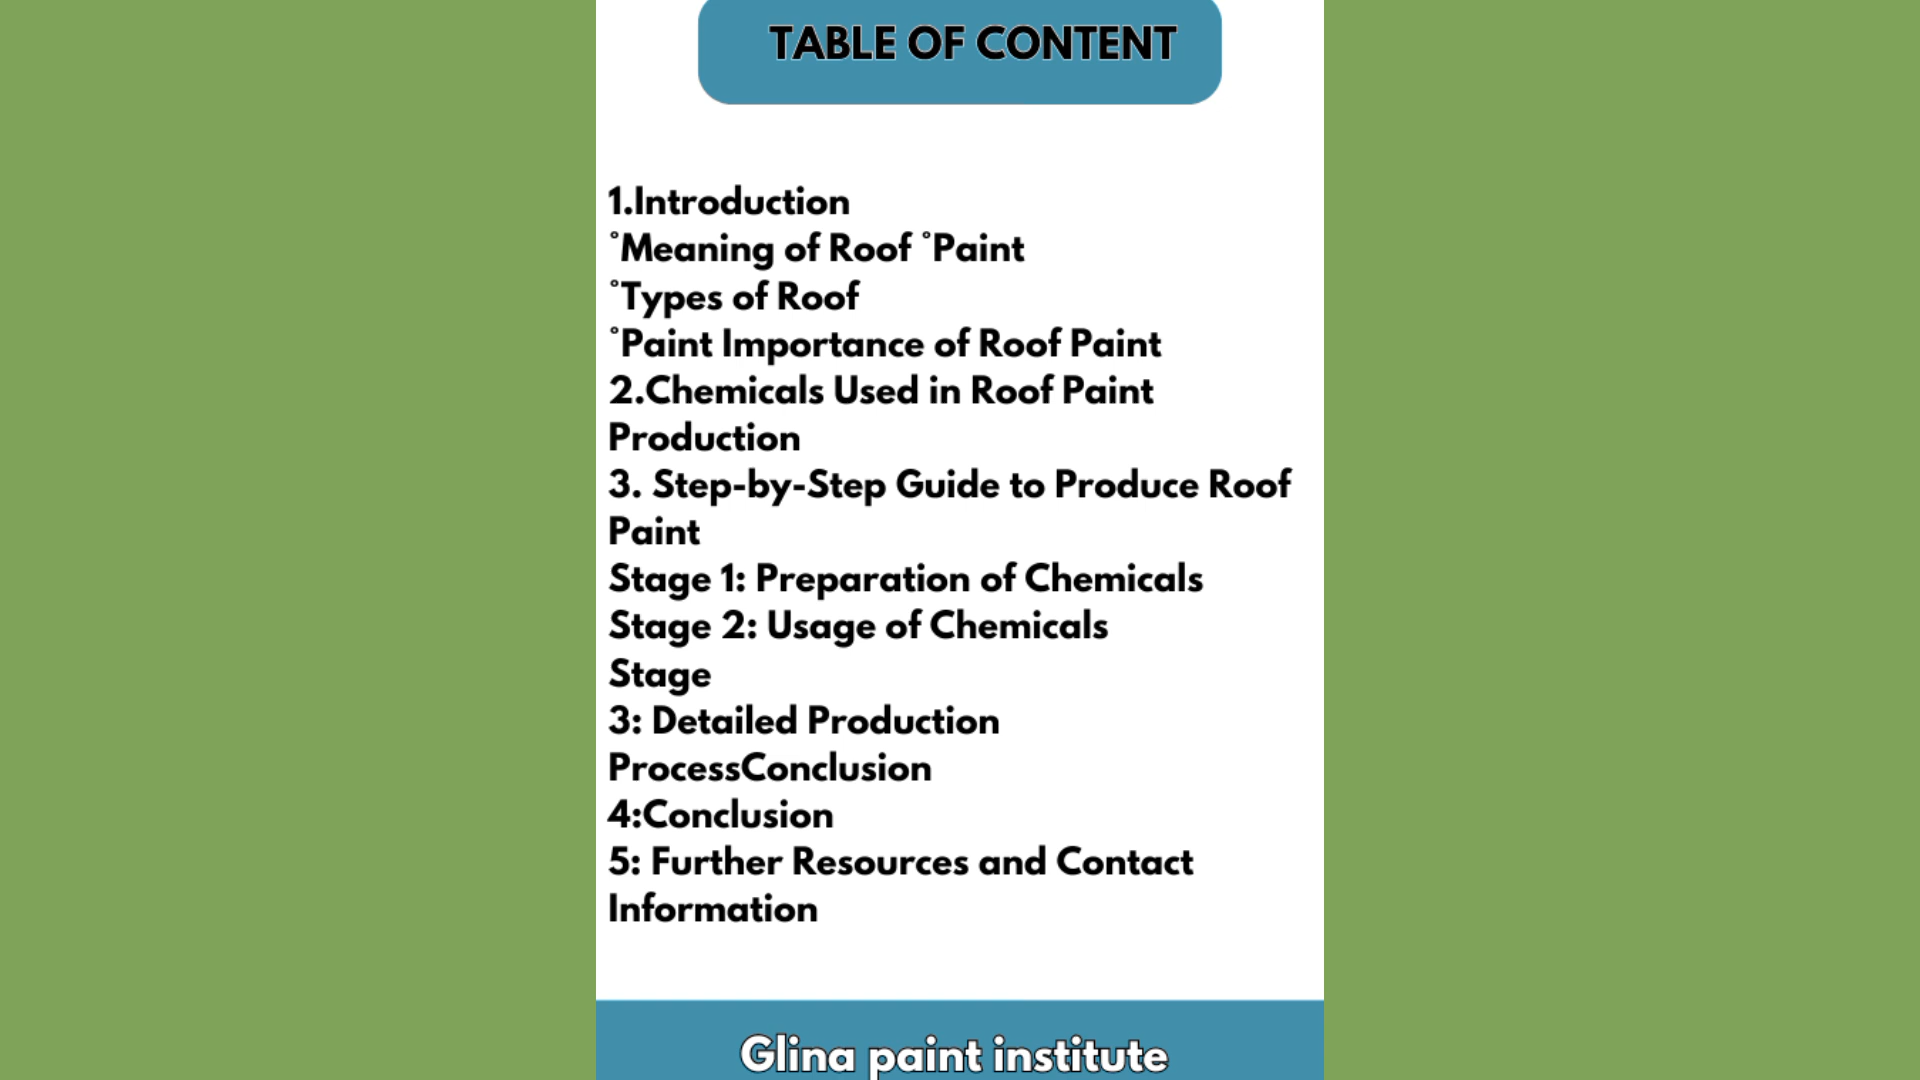 TABLE OF CONTENT
1.Introduction
°Meaning of Roof °Paint
°Types of Roof
°Paint Importance of Roof Paint
2.Chemicals Used in Roof Paint
Production
3. Step-by-Step Guide to Produce Roof
Paint
Stage 1: Preparation of Chemicals
Stage 2: Usage of Chemicals
Stage
3: Detailed Production
ProcessConclusion
4:Conclusion
5: Further Resources and Contact
Information
Glina paint institute